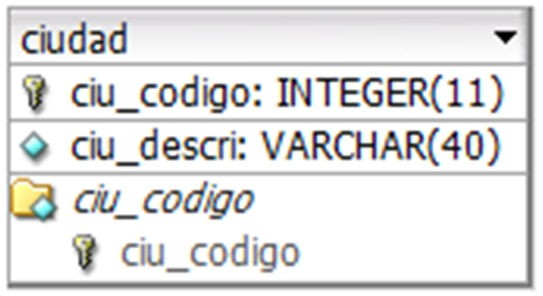 ciudad
ciu_codigo: INTEGER(11)
ciu_descri: VARCHAR(40)
ciu_codigo
ciu_codigo